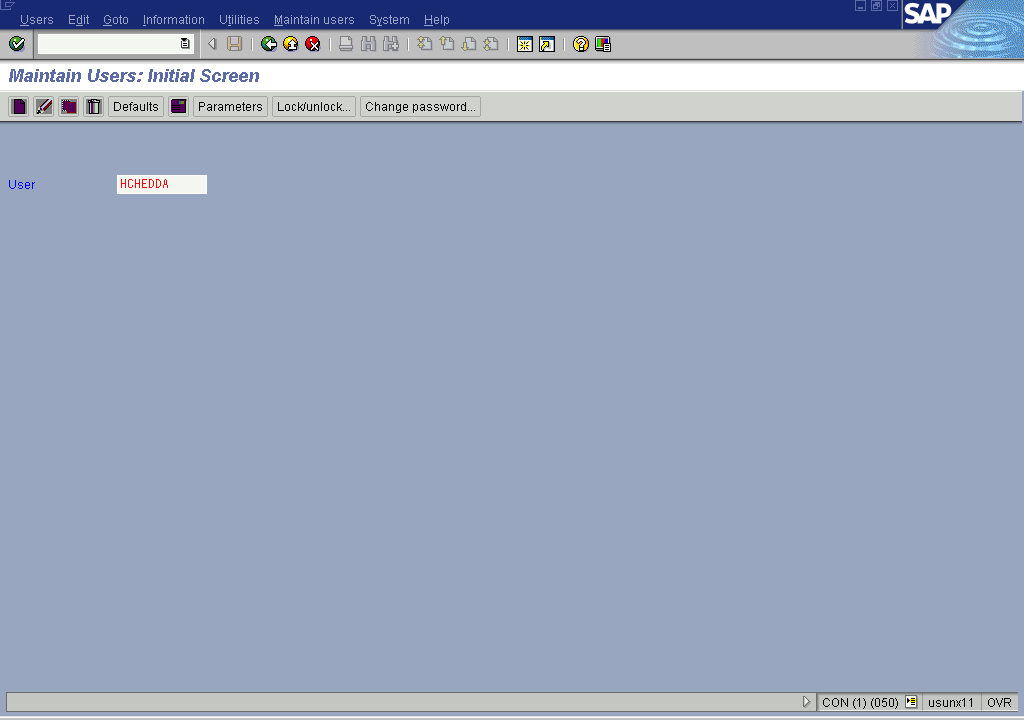 Users Edit Goto Information Utilities Maintain users System Help
SAP
Maintain Users: Initial Screen
Defaults Parameters Lock/unlock... Change password...
User HCHEDDA
CON (1) (050) usunx11 OVR